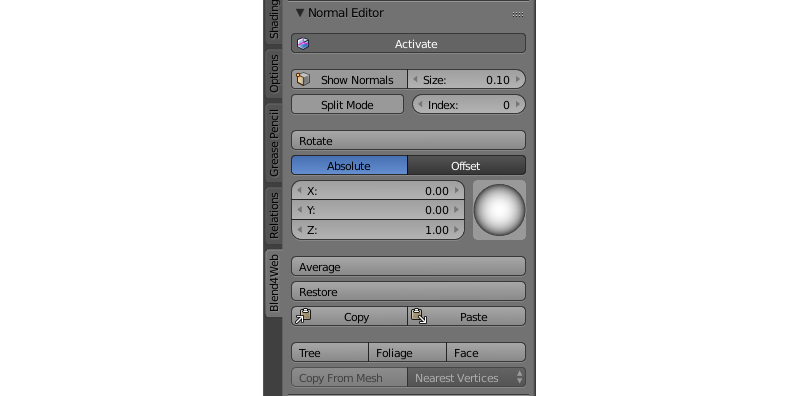 Normal Editor
Activate
Show Normals Size: 0.10
Split Mode Index: 0
Rotate
Absolute Offset
X: 0.00
Y: 0.00
Z: 1.00
Average
Restore
Copy Paste
Tree Foliage Face
Copy From Mesh Nearest Vertices
Shading
Options
Grease Pencil
Relations
Blend4Web